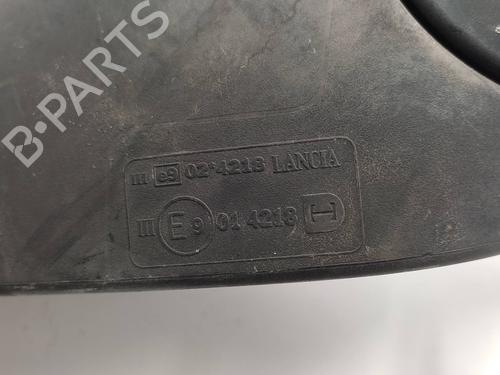 B-PARTS
III e9 02*4213 LANCIA
III E 9 01 4213